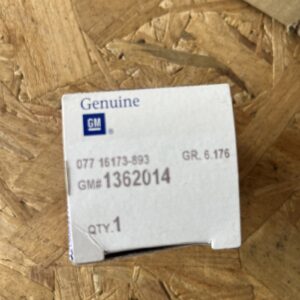 Genuine
GM ®
077 16173-893 GR. 6.176
GM# 1362014
QTY. 1